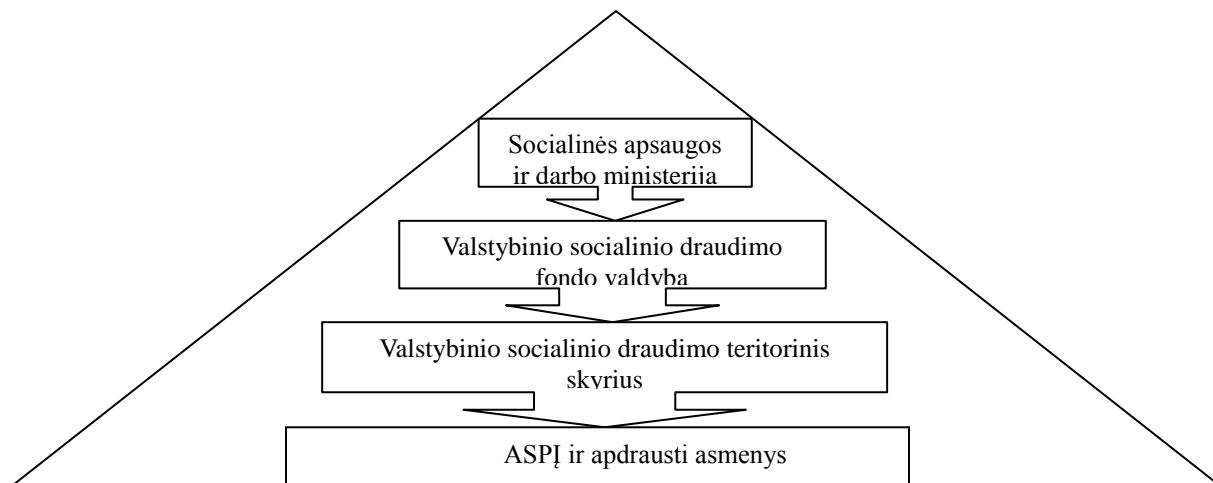 Socialinės apsaugos
ir darbo ministerija
Valstybinio socialinio draudimo
fondo valdyba
Valstybinio socialinio draudimo teritorinis
skyrius
ASPĮ ir apdrausti asmenys